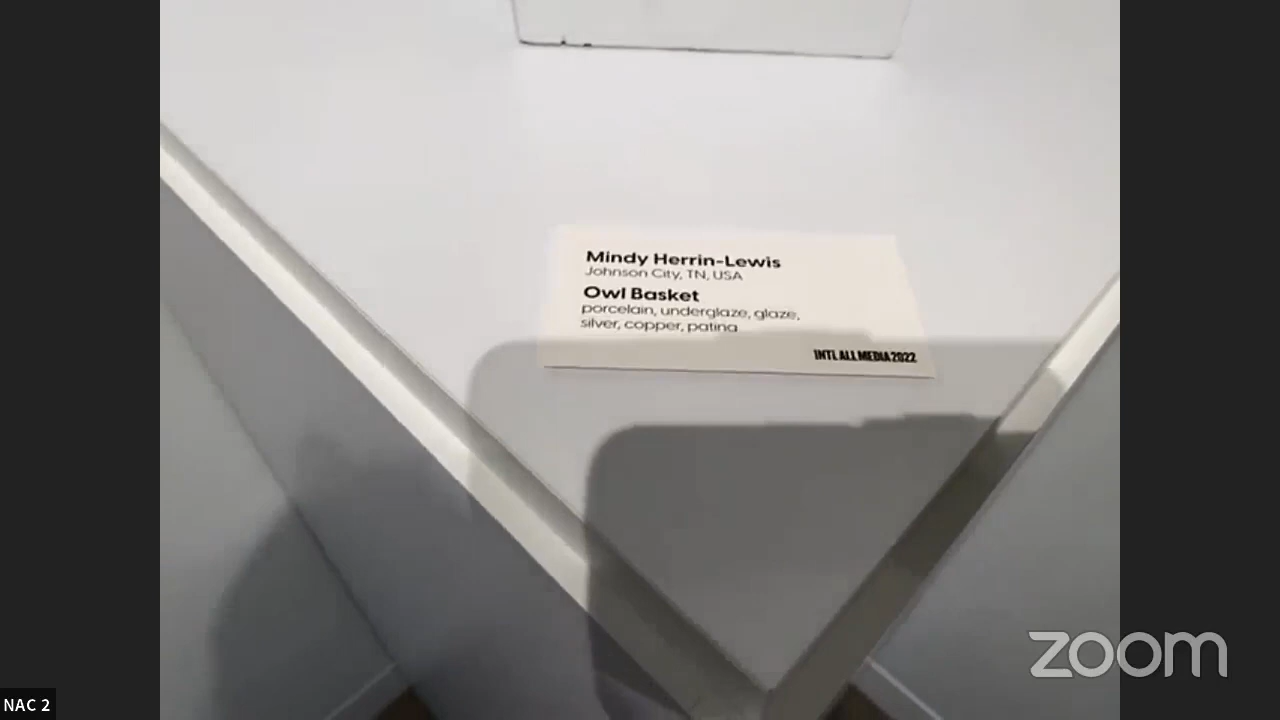 Mindy Herrin-Lewis
Johnson City, TN, USA
Owl Basket
porcelain, underglaze, glaze,
silver, copper, patina
INTL ALL MEDIA 2022
zoom
NAC 2